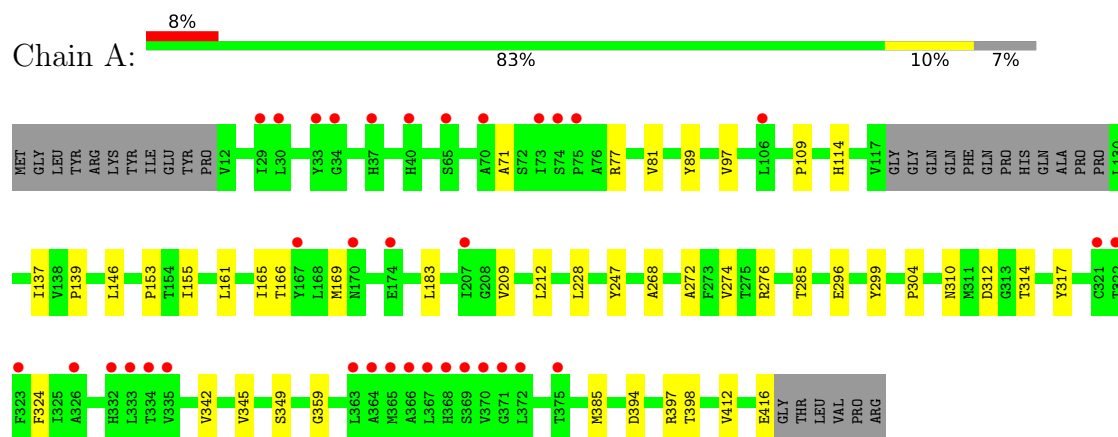 8%
Chain A:
83% 10% 7%
MET GLY LEU TYR ARG LYS TYR ILE GLU TYR PRO V12 I29 L30 Y33 G34 H37 H40 S65 A70 A71 S72 I73 S74 P75 A76 R77 V81 Y89 V97 L106 P109 H114 V117 GLY GLY GLN GLN PHE GLN PRO HIS GLN ALA PRO PRO L130
I137 V138 P139 L146 P153 T154 I155 L161 I165 T166 Y167 L168 M169 N170 E174 L183 I207 G208 V209 L212 L228 Y247 A268 A272 F273 V274 T275 R276 T285 E296 Y299 P304 N310 M311 D312 G313 T314 Y317 C321 T322
F323 F324 I325 A326 H332 L333 T334 V335 V342 V345 S349 G359 L363 A364 M365 A366 L367 H368 S369 V370 G371 L372 T375 M385 D394 R397 T398 V412 E416 GLY THR LEU VAL PRO ARG